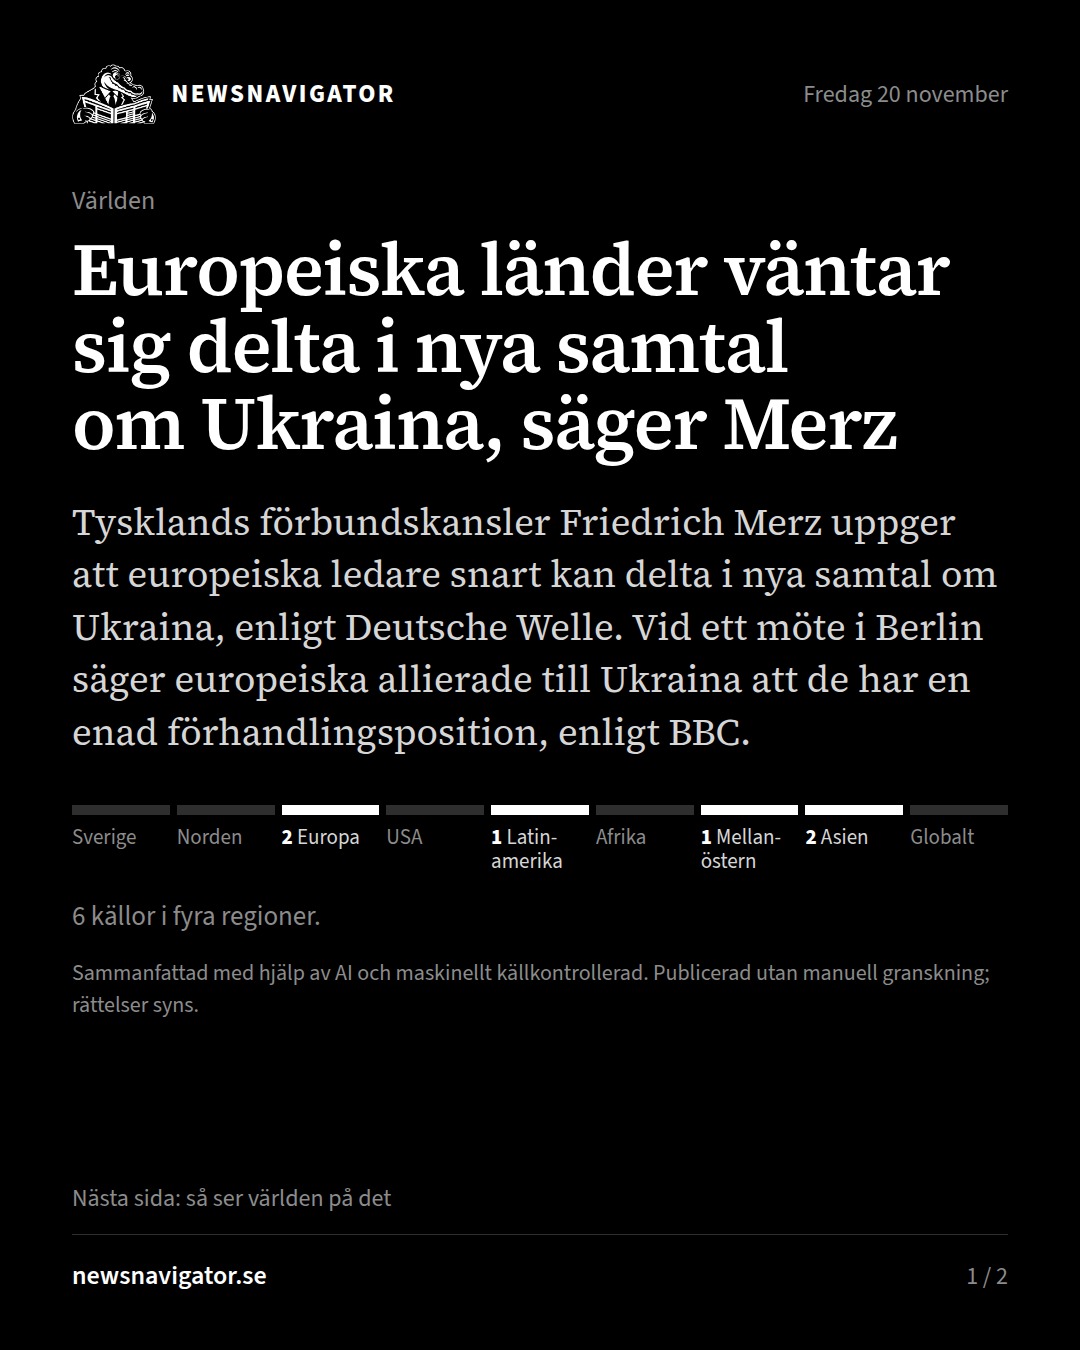 NEWSNAVIGATOR
Fredag 20 november
Världen
Europeiska länder väntar
sig delta i nya samtal
om Ukraina, säger Merz
Tysklands förbundskansler Friedrich Merz uppger
att europeiska ledare snart kan delta i nya samtal om
Ukraina, enligt Deutsche Welle. Vid ett möte i Berlin
säger europeiska allierade till Ukraina att de har en
enad förhandlingsposition, enligt BBC.
Sverige
Norden
2 Europa
USA
1 Latin-
amerika
Afrika
1 Mellan-
östern
2 Asien
Globalt
6 källor i fyra regioner.
Sammanfattad med hjälp av AI och maskinellt källkontrollerad. Publicerad utan manuell granskning;
rättelser syns.
Nästa sida: så ser världen på det
newsnavigator.se
1 / 2